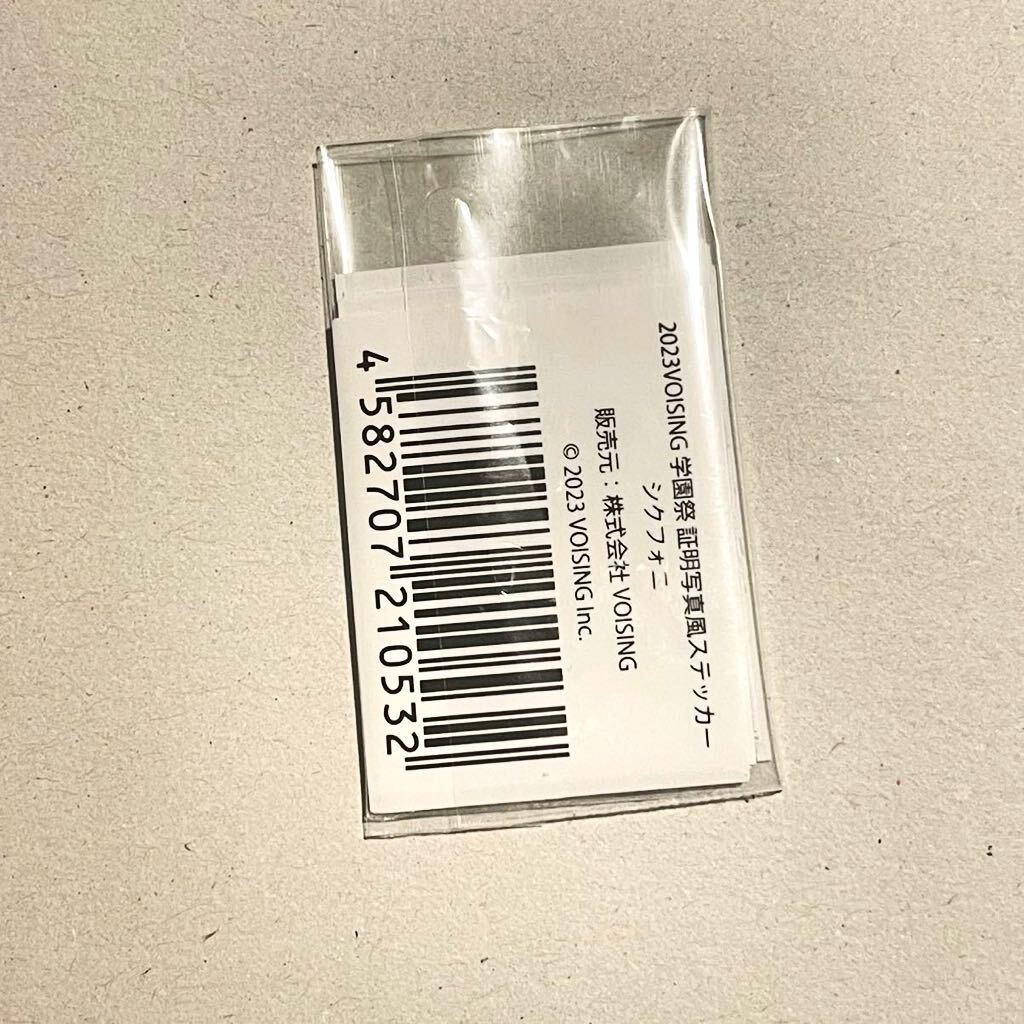 2023VOISING 学園祭 証明写真風ステッカー
シクフォニ
販売元：株式会社 VOISING
© 2023 VOISING Inc.
4 582707 210532